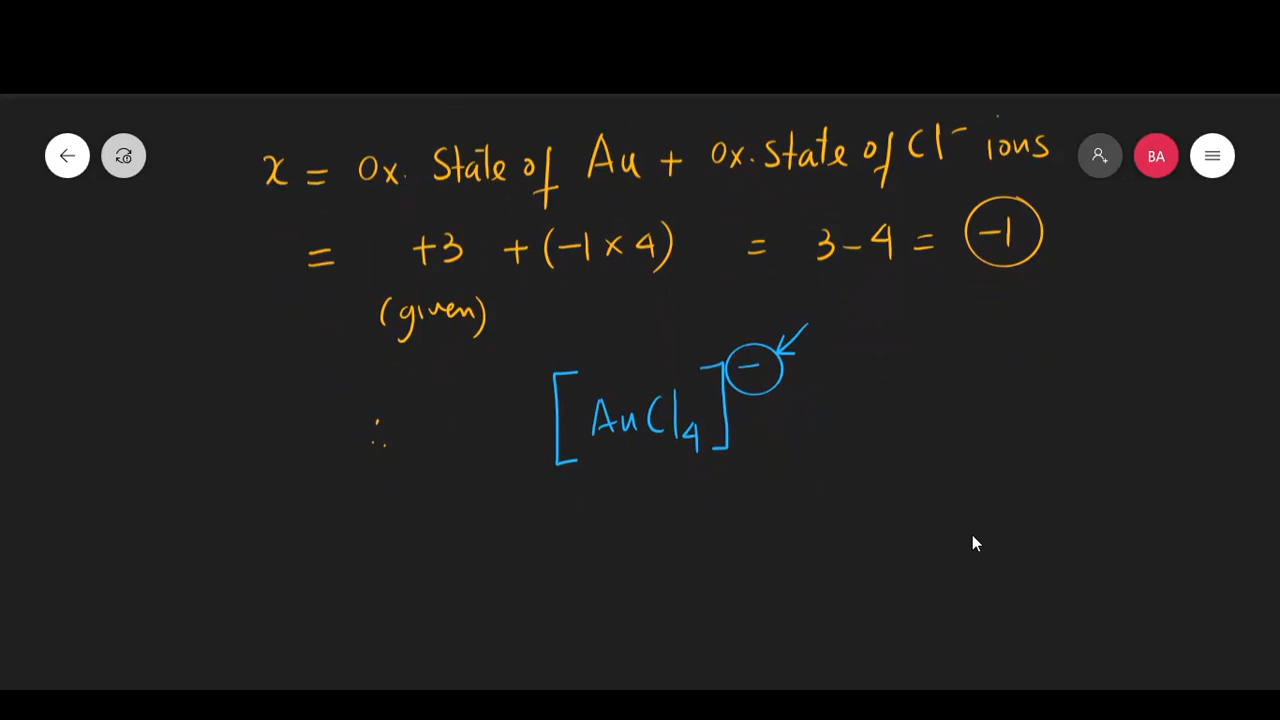 x = Ox. State of Au + Ox. State of Cl⁻ ions
= +3 + (-1 × 4) = 3 - 4 = -1
(given)
∴ [AuCl₄]⁻
BA